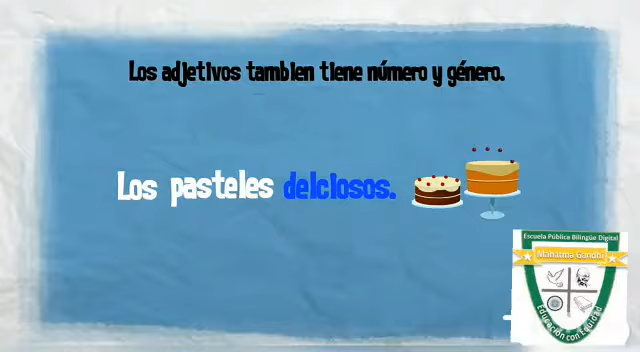 Los adjetivos tambien tiene número y género.
Los pasteles delciosos.
Escuela Pública Bilingüe Digital
Mahatma Gandhi
Educación con Equidad